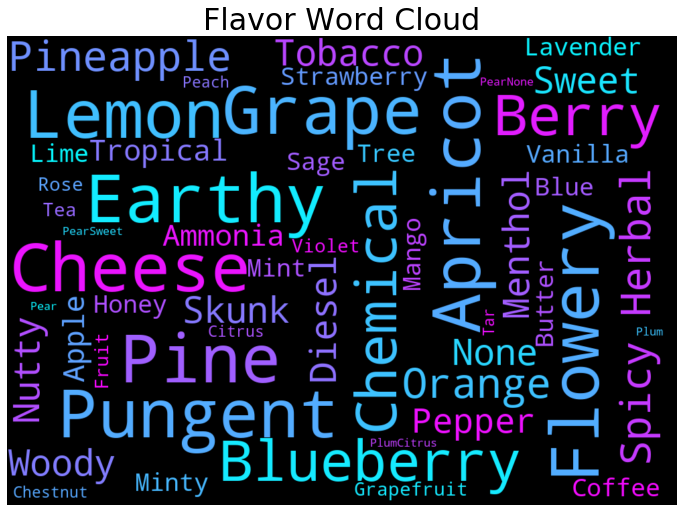 Flavor Word Cloud
Pineapple
Tobacco
Lavender
Peach
Strawberry
PearNone
Sweet
Lemon
Grape
Apricot
Berry
Lime
Tropical
Sage
Tree
Vanilla
Rose
Earthy
Chemical
Menthol
Blue
Herbal
Tea
PearSweet
Ammonia
Violet
Mango
Flowery
Cheese
Mint
Diesel
Butter
Pear
Honey
Skunk
Apple
Citrus
Tar
Plum
Nutty
Fruit
Pine
None
Spicy
Orange
Pungent
Pepper
PlumCitrus
Woody
Blueberry
Chestnut
Minty
Grapefruit
Coffee